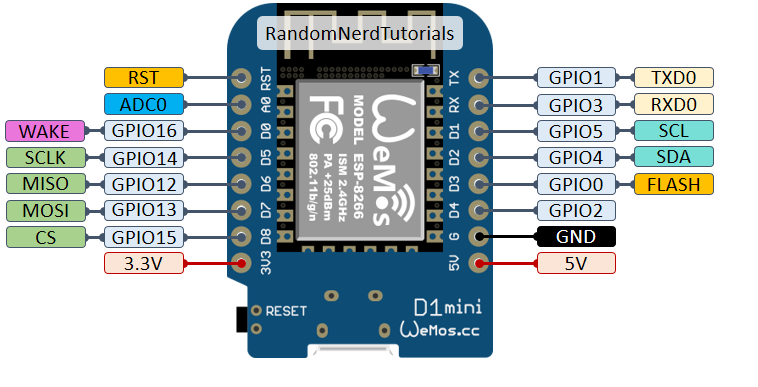 RandomNerdTutorials
RST RST TX GPIO1 TXD0
ADC0 A0 RX GPIO3 RXD0
WAKE GPIO16 D0 D1 GPIO5 SCL
SCLK GPIO14 D5 D2 GPIO4 SDA
MISO GPIO12 D6 D3 GPIO0 FLASH
MOSI GPIO13 D7 D4 GPIO2
CS GPIO15 D8 G GND
3.3V 3V3 5V 5V
WeMos
FC
MODEL ESP-8266
ISM 2.4GHz
PA +25dBm
802.11b/g/n
RESET
D1mini
WeMos.cc